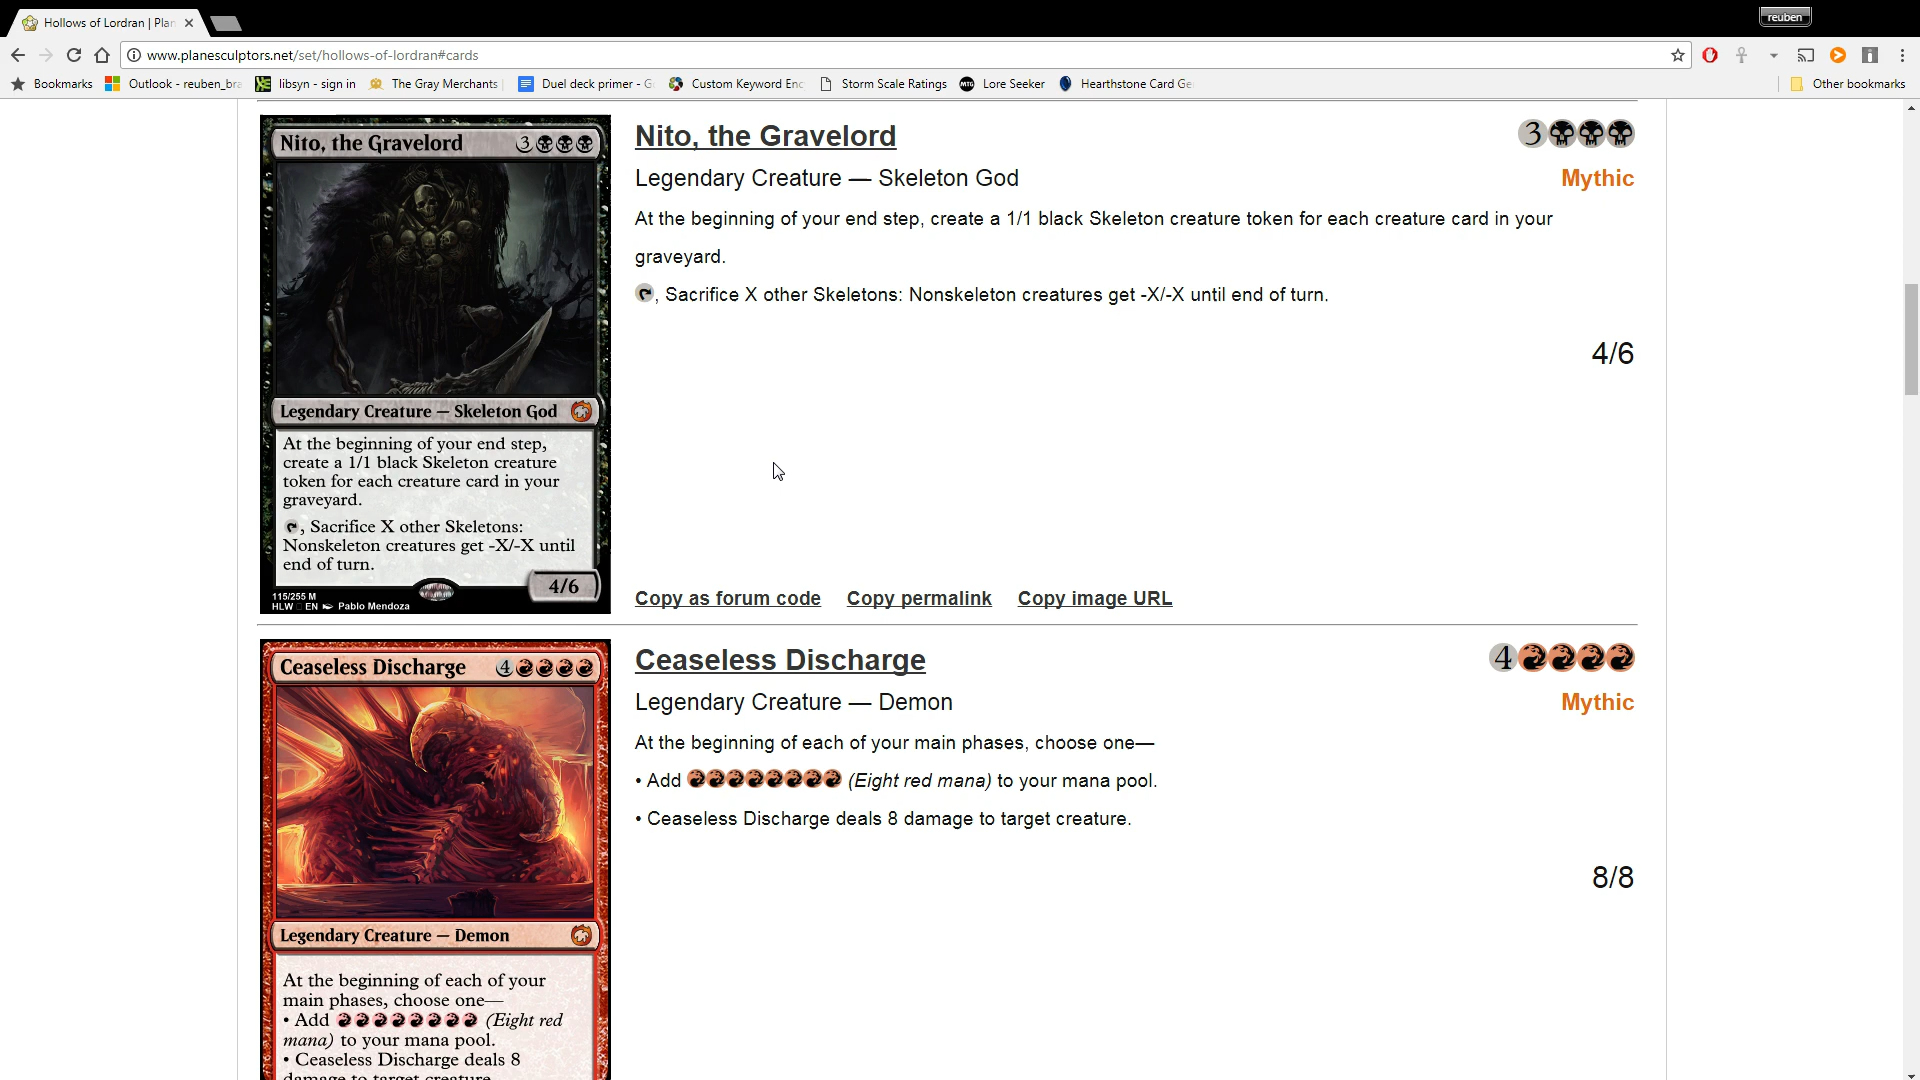 Hollows of Lordran | Plan
reuben
www.planesculptors.net/set/hollows-of-lordran#cards
Bookmarks
Outlook - reuben_bra
libsyn - sign in
The Gray Merchants
Duel deck primer - G
Custom Keyword Enc
Storm Scale Ratings
MTG
Lore Seeker
Hearthstone Card Ge
Other bookmarks
Nito, the Gravelord 3
Legendary Creature — Skeleton God
At the beginning of your end step,
create a 1/1 black Skeleton creature
token for each creature card in your
graveyard.
, Sacrifice X other Skeletons:
Nonskeleton creatures get -X/-X until
end of turn.
4/6
115/255 M
HLW EN Pablo Mendoza
Nito, the Gravelord
3
Legendary Creature — Skeleton God
Mythic
At the beginning of your end step, create a 1/1 black Skeleton creature token for each creature card in your
graveyard.
, Sacrifice X other Skeletons: Nonskeleton creatures get -X/-X until end of turn.
4/6
Copy as forum code Copy permalink Copy image URL
Ceaseless Discharge 4
Legendary Creature — Demon
At the beginning of each of your
main phases, choose one—
• Add (Eight red
mana) to your mana pool.
• Ceaseless Discharge deals 8
damage to target creature.
Ceaseless Discharge
4
Legendary Creature — Demon
Mythic
At the beginning of each of your main phases, choose one—
• Add (Eight red mana) to your mana pool.
• Ceaseless Discharge deals 8 damage to target creature.
8/8